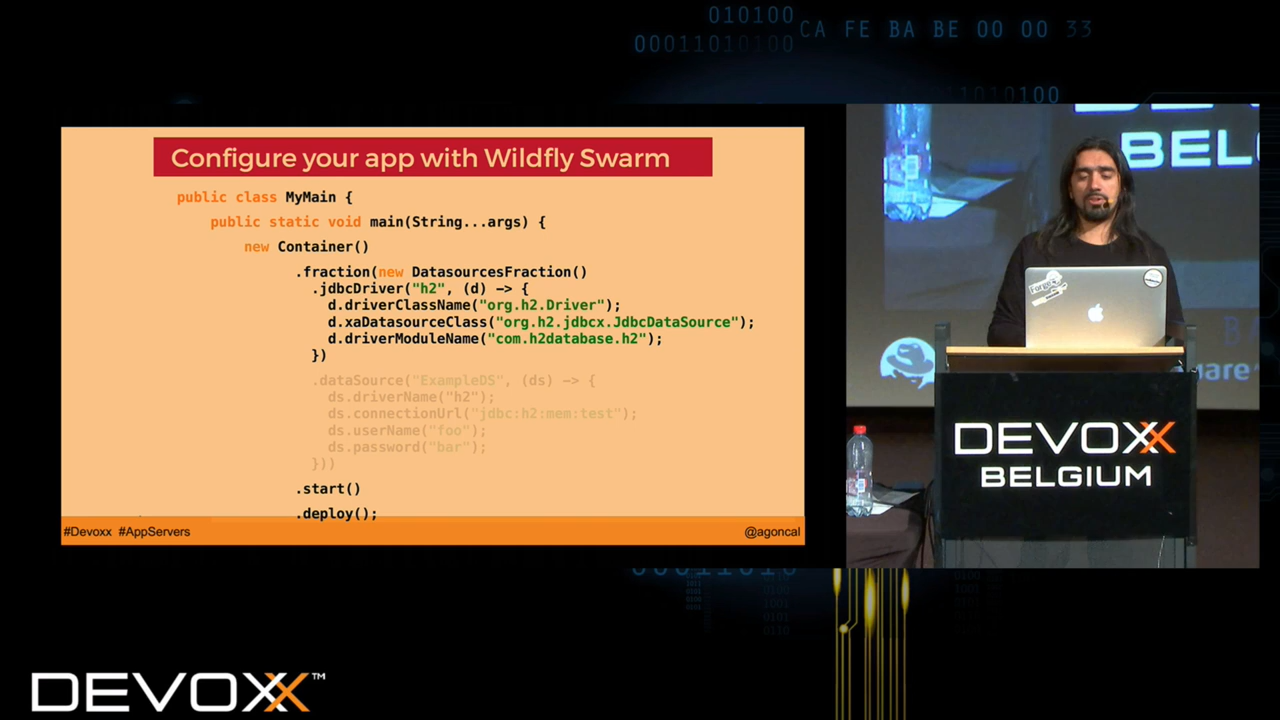 010100
00011010100
CA FE BA BE 00 00 33
1010100
Configure your app with Wildfly Swarm
public class MyMain {
public static void main(String...args) {
new Container()
.fraction(new DatasourcesFraction()
.jdbcDriver("h2", (d) -> {
d.driverClassName("org.h2.Driver");
d.xaDatasourceClass("org.h2.jdbcx.JdbcDataSource");
d.driverModuleName("com.h2database.h2");
})
.dataSource("ExampleDS", (ds) -> {
ds.driverName("h2");
ds.connectionUrl("jdbc:h2:mem:test");
ds.userName("foo");
ds.password("bar");
}))
.start()
.deploy();
#Devoxx #AppServers
@agoncal
BEL
Forge
DEVOXX
BELGIUM
DEVOXX™